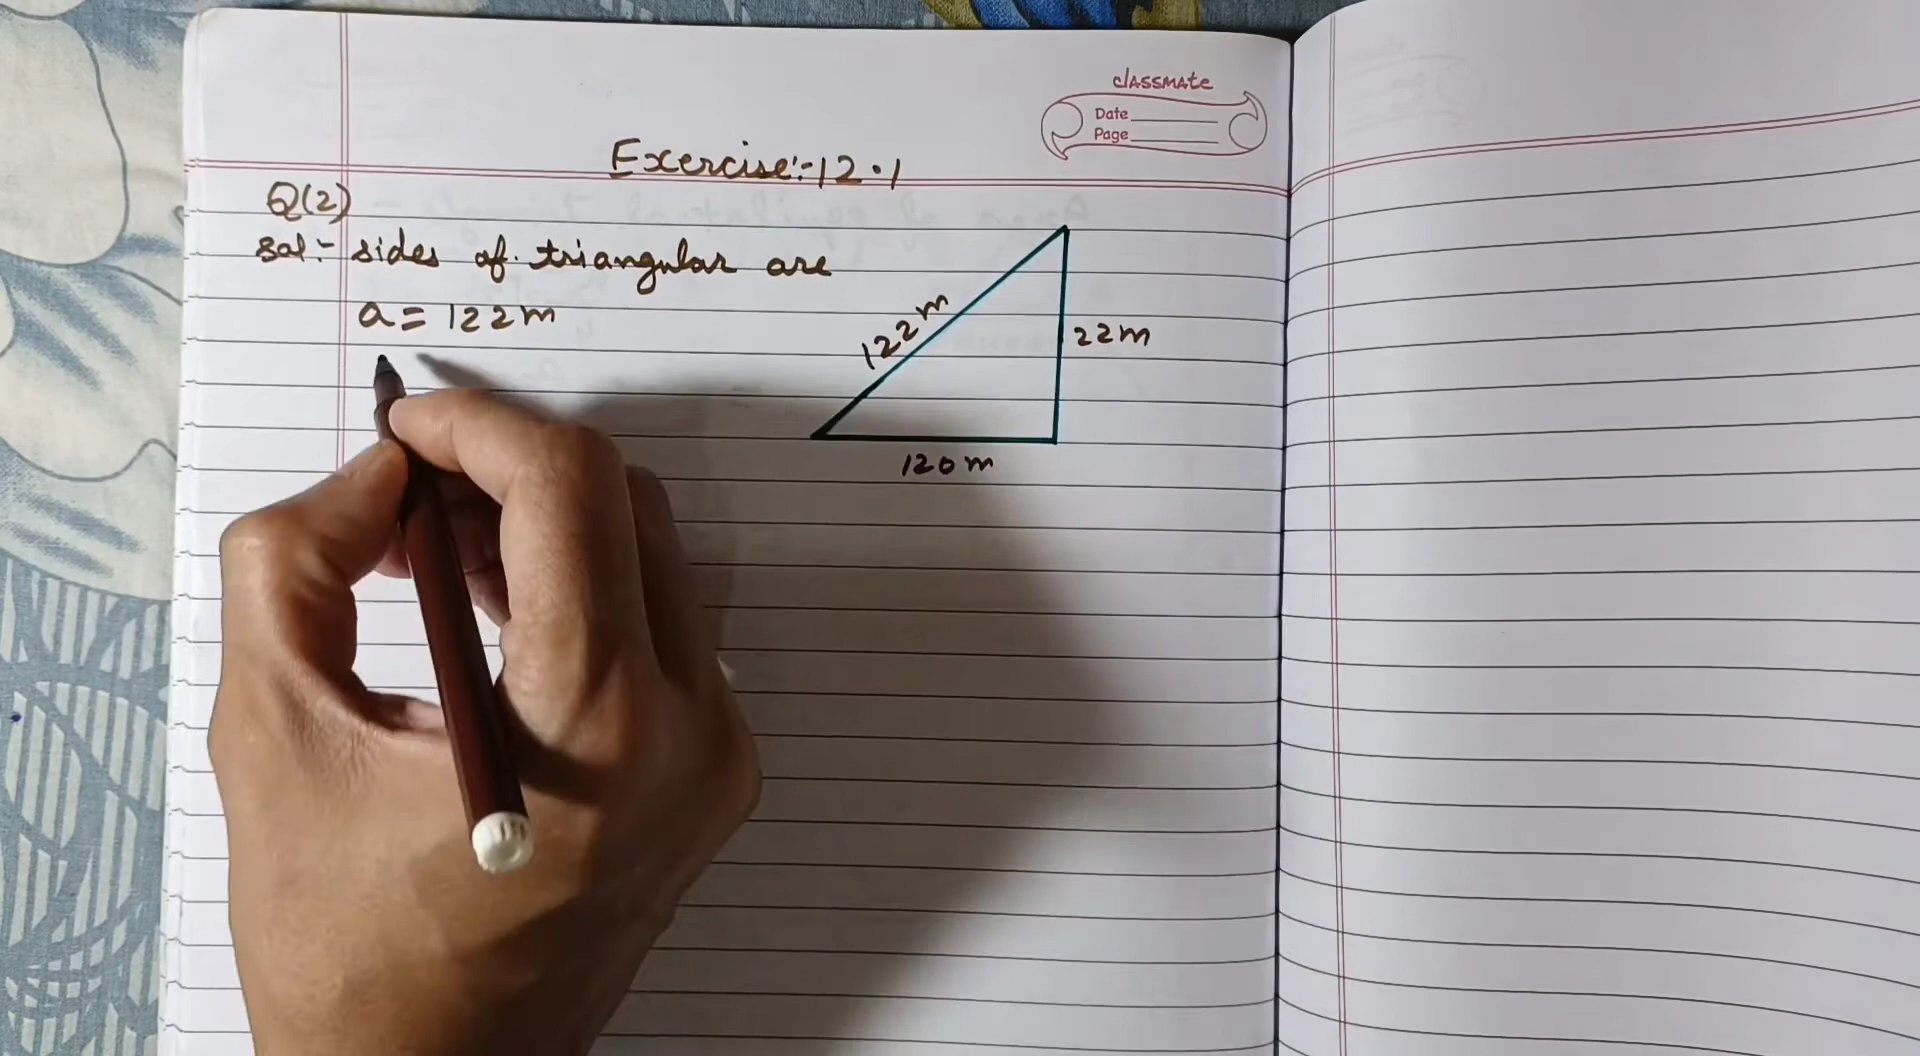 classmate
Date
Page
Exercise:-12.1
Q(2)
Sol:- sides of triangular are
a = 122m
122m
22m
120m